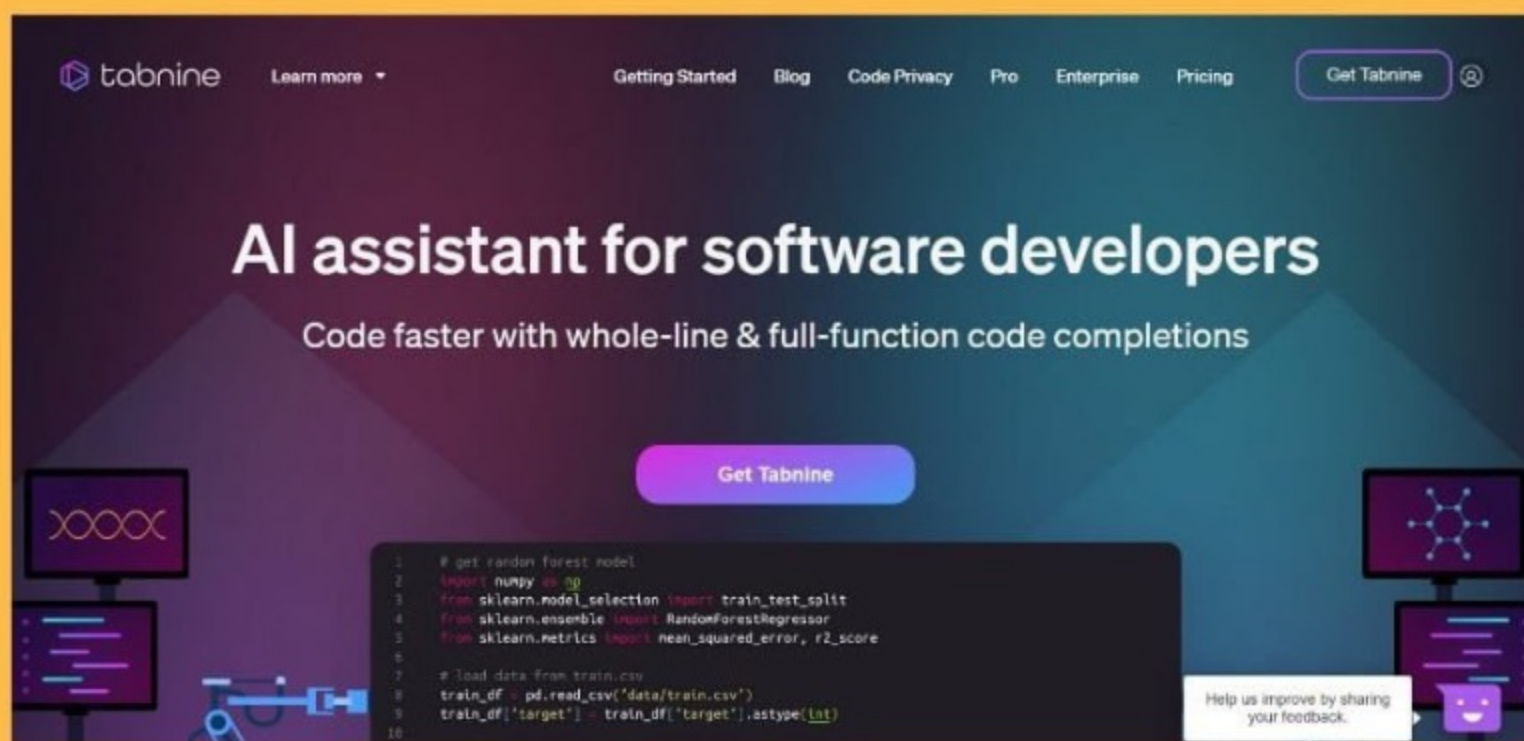 tabnine
Learn more
Getting Started Blog Code Privacy Pro Enterprise Pricing Get Tabnine
AI assistant for software developers
Code faster with whole-line & full-function code completions
Get Tabnine
1 # get random forest model
2 import numpy as np
3 from sklearn.model_selection import train_test_split
4 from sklearn.ensemble import RandomForestRegressor
5 from sklearn.metrics import mean_squared_error, r2_score
6
7 # load data from train.csv
8 train_df = pd.read_csv('data/train.csv')
9 train_df["target"] = train_df["target"].astype(int)
10
Help us improve by sharing
your feedback.